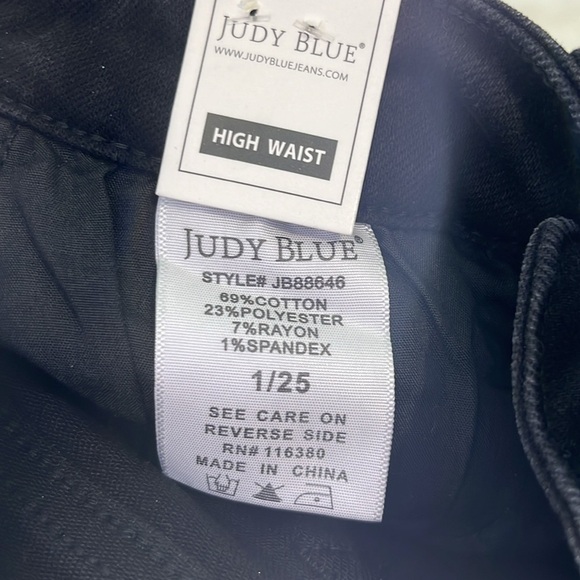 JUDY BLUE®
WWW.JUDYBLUEJEANS.COM
HIGH WAIST
JUDY BLUE®
STYLE# JB88646
69%COTTON
23%POLYESTER
7%RAYON
1%SPANDEX
1/25
SEE CARE ON
REVERSE SIDE
RN# 116380
MADE IN CHINA